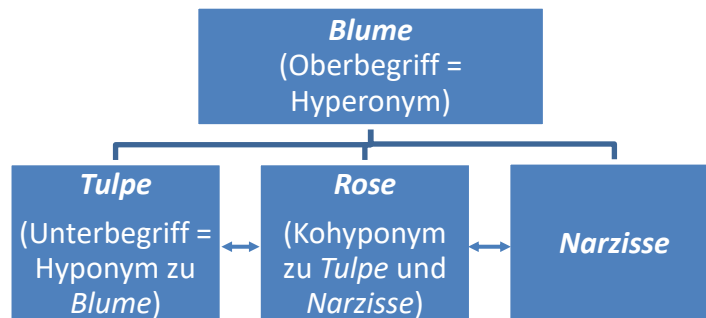 Blume
(Oberbegriff =
Hyperonym)
Tulpe
(Unterbegriff =
Hyponym zu
Blume)
Rose
(Kohyponym
zu Tulpe und
Narzisse)
Narzisse